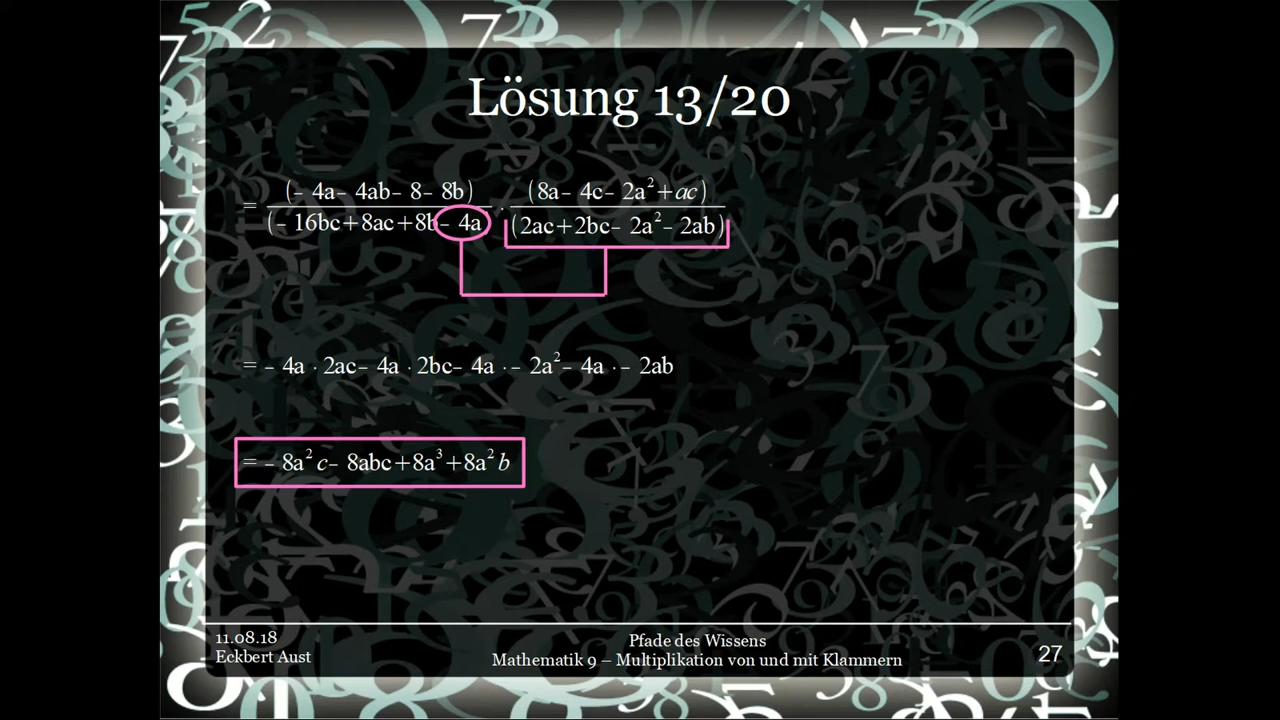 Lösung 13/20
= (– 4a– 4ab– 8– 8b) / (– 16bc+8ac+8b– 4a) · (8a– 4c– 2a²+ac) / (2ac+2bc– 2a²– 2ab)
= – 4a · 2ac– 4a · 2bc– 4a · – 2a²– 4a · – 2ab
= – 8a²c– 8abc+8a³+8a²b
11.08.18
Eckbert Aust
Pfade des Wissens
Mathematik 9 – Multiplikation von und mit Klammern
27